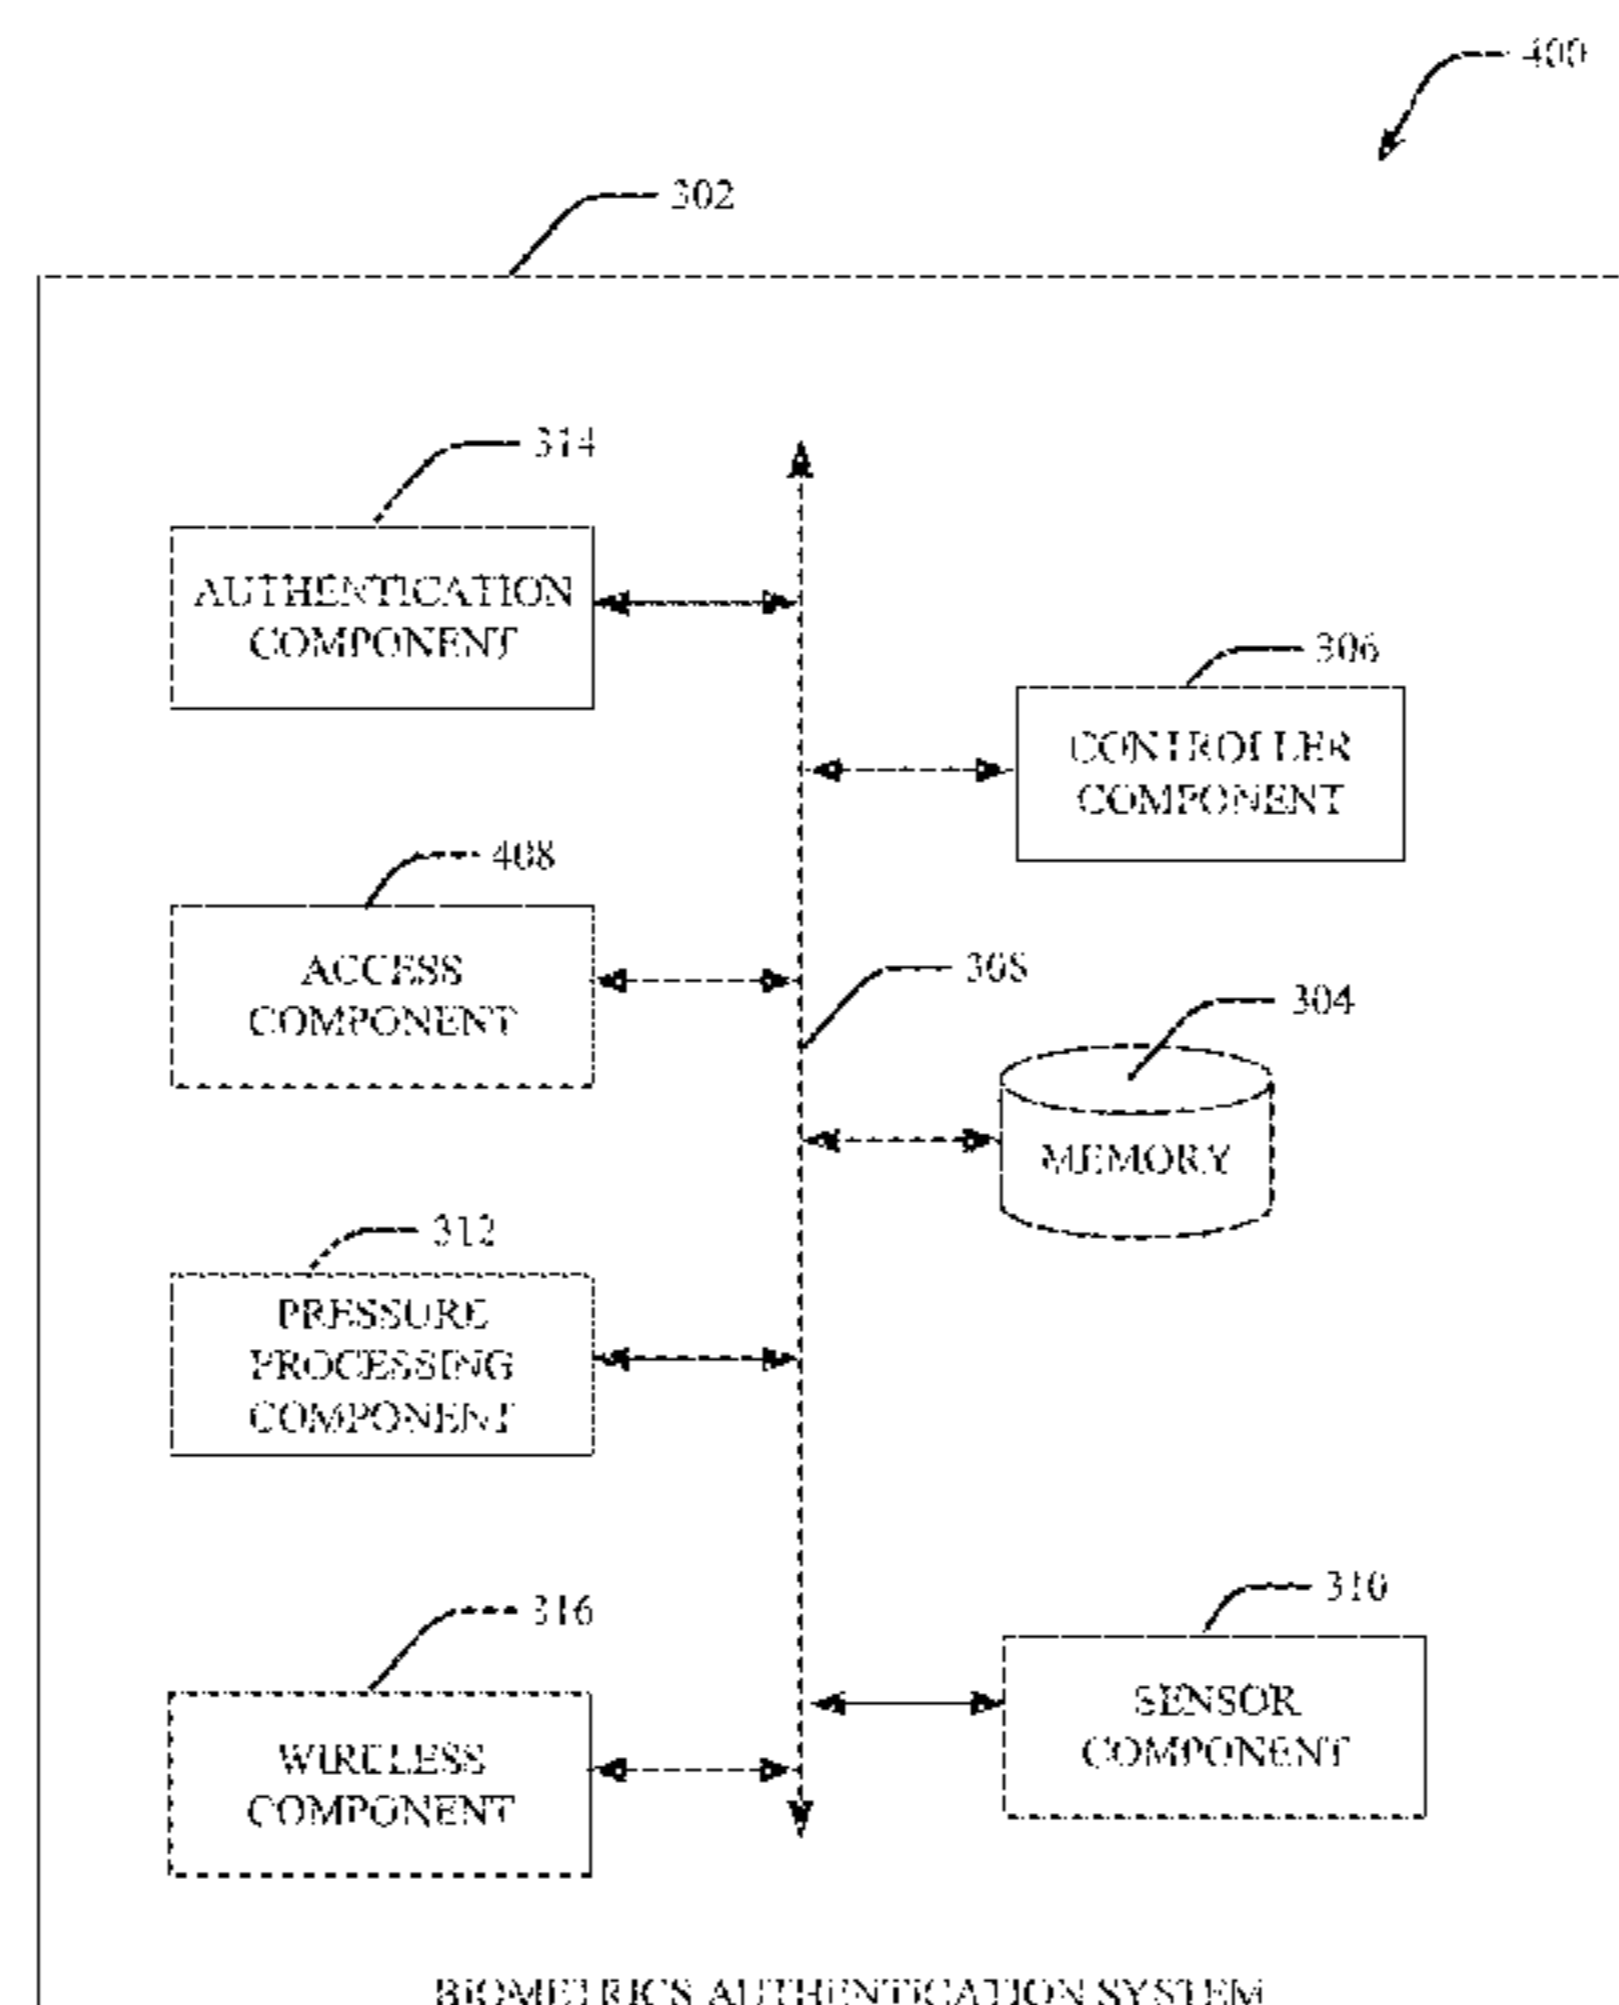 400
302
314
AUTHENTICATION
COMPONENT
306
CONTROLLER
COMPONENT
408
ACCESS
COMPONENT
308
304
MEMORY
312
PRESSURE
PROCESSING
COMPONENT
316
WIRELESS
COMPONENT
310
SENSOR
COMPONENT
BIOMETRICS AUTHENTICATION SYSTEM